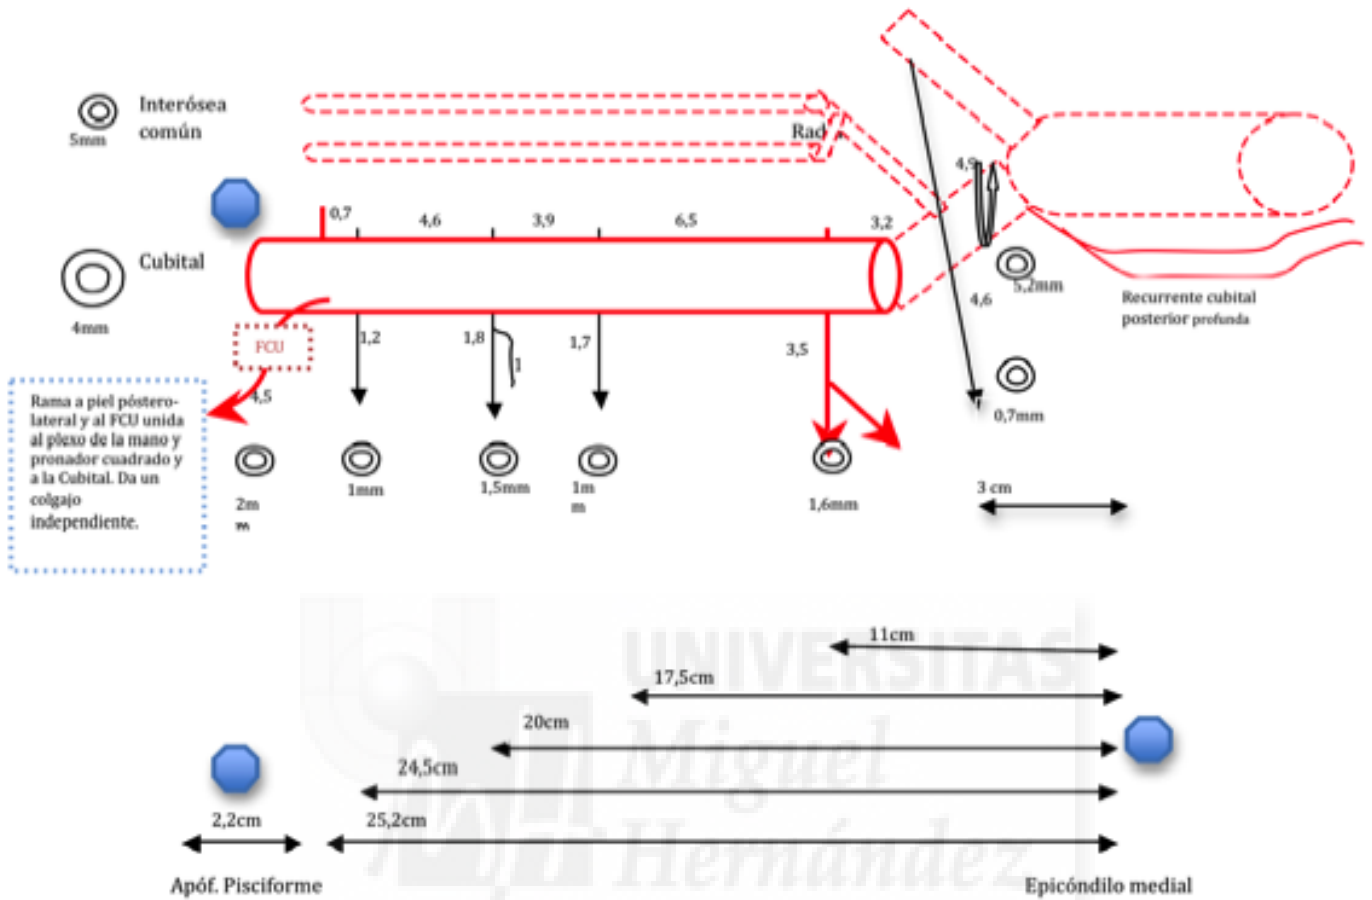 Interósea
común
5mm
Rad
4,9
0,7
4,6
3,9
6,5
3,2
Cubital
4mm
5,2mm
4,6
Recurrente cubital
posterior profunda
FCU
1,2
1,8
1
1,7
3,5
4,5
0,7mm
Rama a piel póstero-
lateral y al FCU unida
al plexo de la mano y
pronador cuadrado y
a la Cubital. Da un
colgajo
independiente.
2m
m
1mm
1,5mm
1m
m
1,6mm
3 cm
UNIVERSITAS
Miguel
Hernández
11cm
17,5cm
20cm
24,5cm
2,2cm
25,2cm
Apóf. Pisciforme
Epicóndilo medial